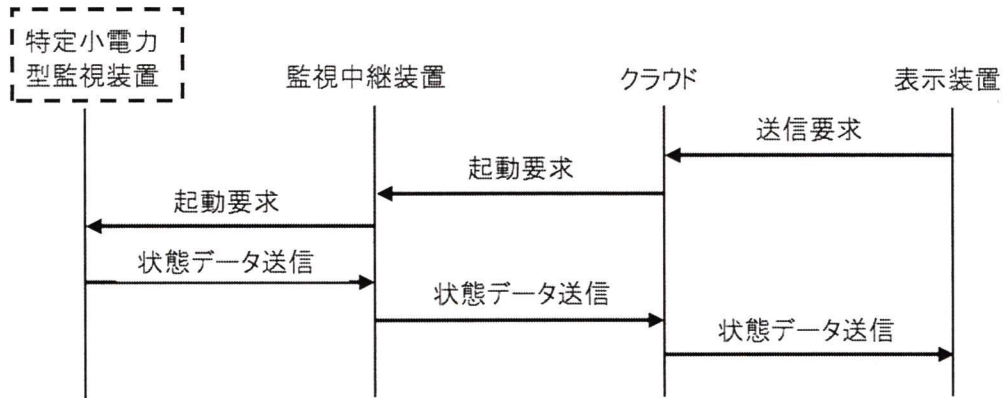 特定小電力
型監視装置
監視中継装置
クラウド
表示装置
送信要求
起動要求
起動要求
状態データ送信
状態データ送信
状態データ送信